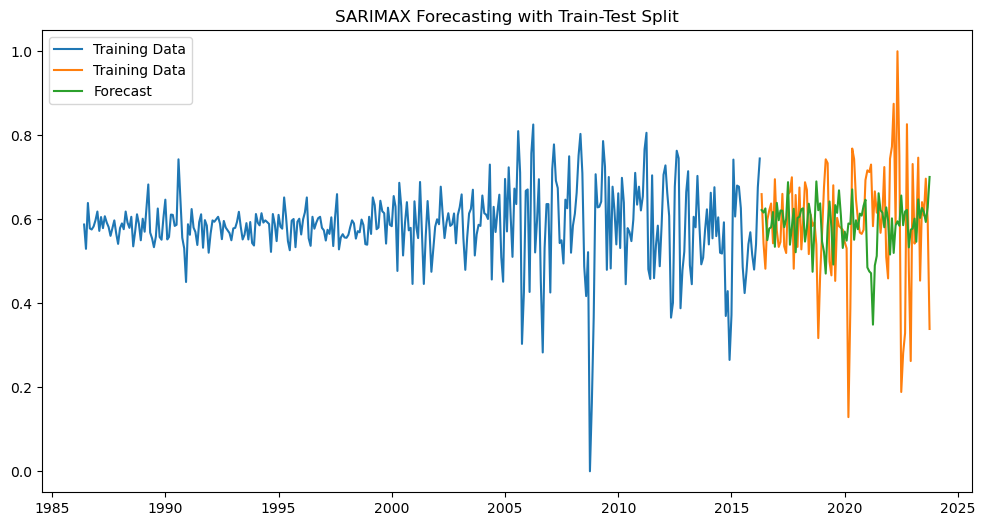 SARIMAX Forecasting with Train-Test Split
Training Data
Training Data
Forecast
1.0
0.8
0.6
0.4
0.2
0.0
1985 1990 1995 2000 2005 2010 2015 2020 2025